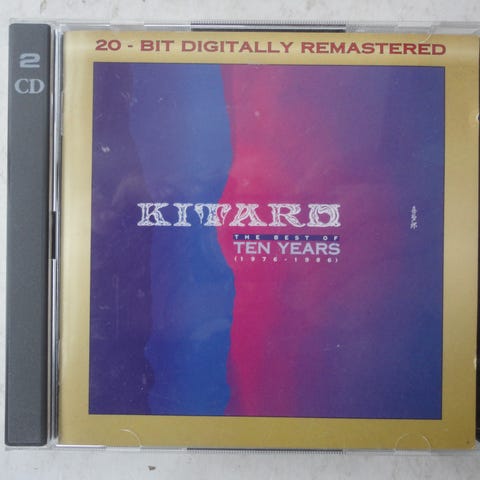 20 - BIT DIGITALLY REMASTERED
2
CD
KITARO
THE BEST OF
TEN YEARS
(1976 - 1986)